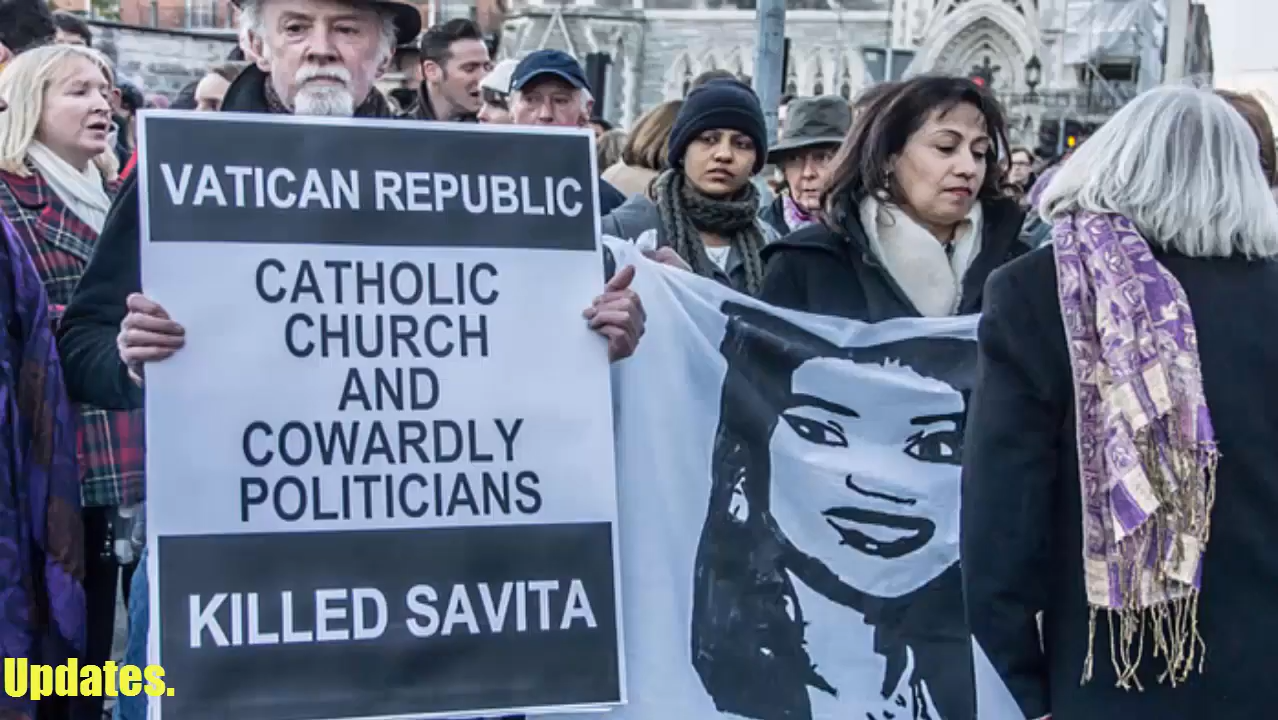 VATICAN REPUBLIC
CATHOLIC
CHURCH
AND
COWARDLY
POLITICIANS
KILLED SAVITA
Updates.